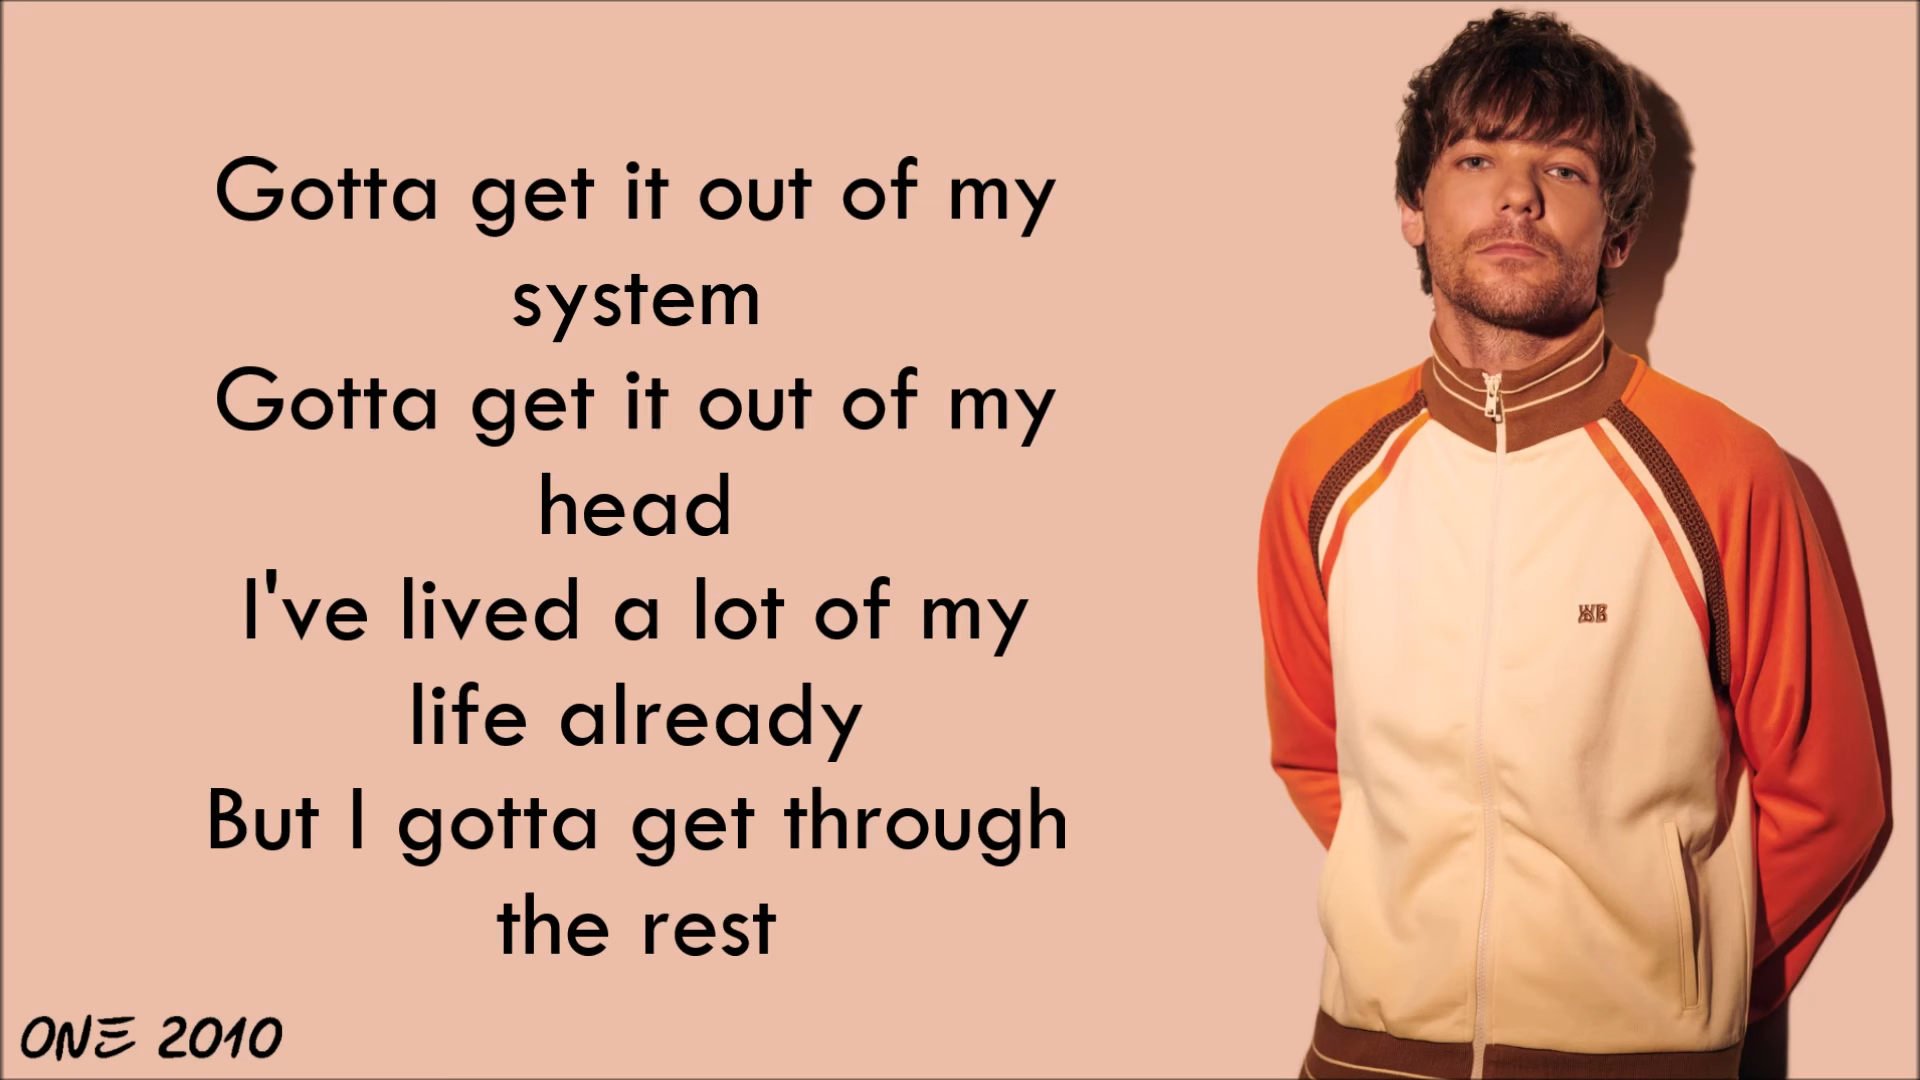 Gotta get it out of my
system
Gotta get it out of my
head
I've lived a lot of my
life already
But I gotta get through
the rest
ONE 2010